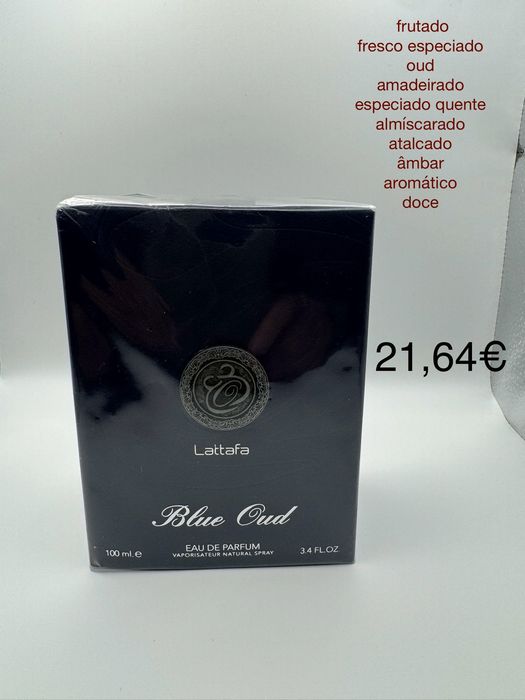 frutado
fresco especiado
oud
amadeirado
especiado quente
almíscarado
atalcado
âmbar
aromático
doce
21,64€
Lattafa
Blue Oud
100 ml.e
EAU DE PARFUM
VAPORISATEUR NATURAL SPRAY
3.4 FL.OZ